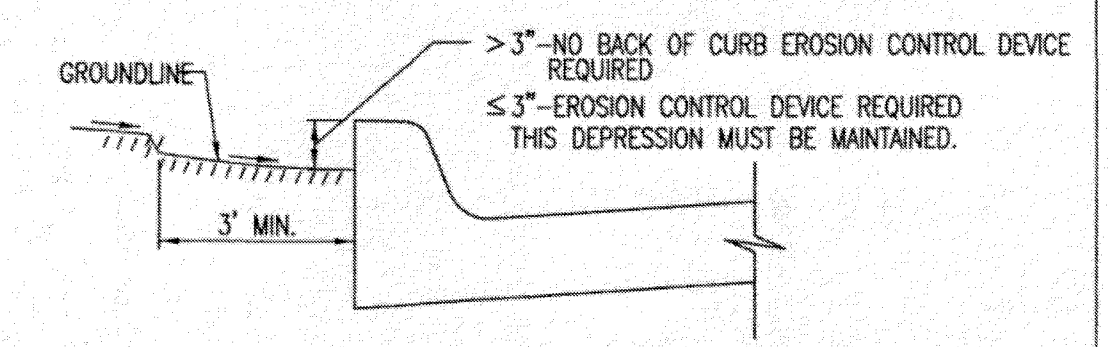 >3"-NO BACK OF CURB EROSION CONTROL DEVICE
REQUIRED
GROUNDLINE
≤3"-EROSION CONTROL DEVICE REQUIRED
THIS DEPRESSION MUST BE MAINTAINED.
3' MIN.